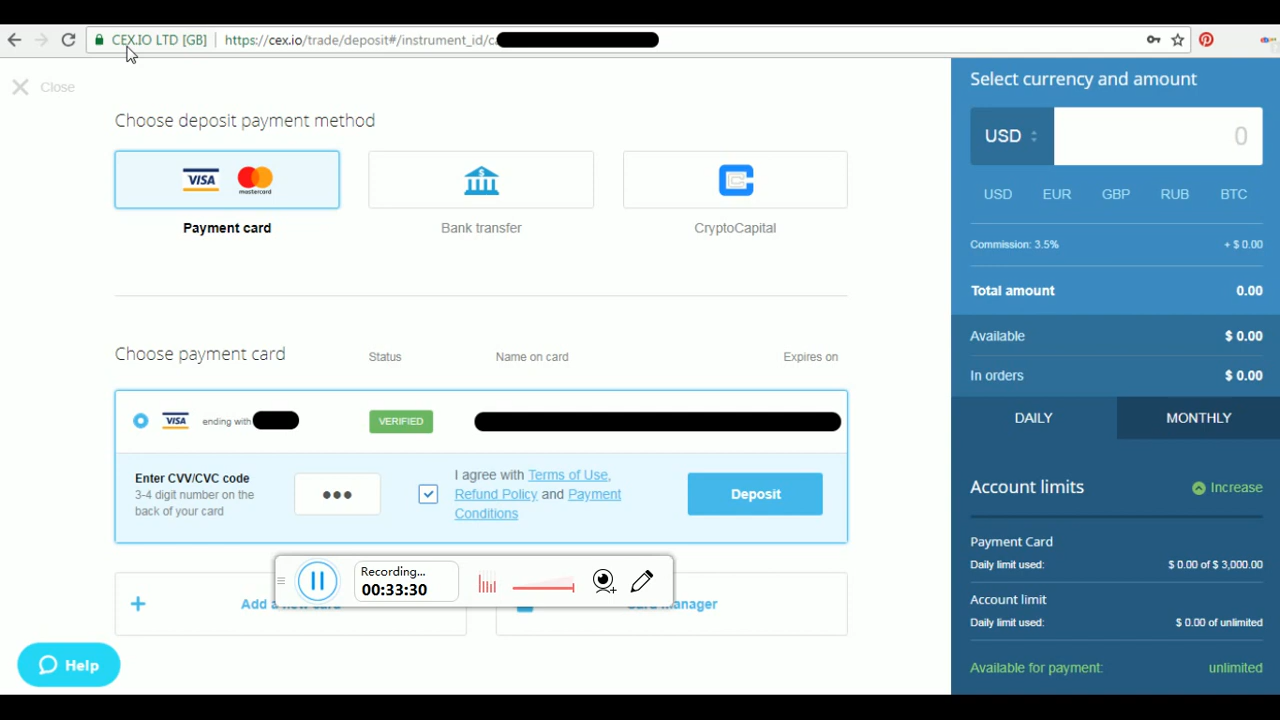 CEX.IO LTD [GB] https://cex.io/trade/deposit#/instrument_id/c
Close
Choose deposit payment method
VISA mastercard
Payment card
Bank transfer
CryptoCapital
Choose payment card Status Name on card Expires on
VISA ending with VERIFIED
Enter CVV/CVC code
3-4 digit number on the
back of your card
•••
I agree with Terms of Use,
Refund Policy and Payment
Conditions
Deposit
Recording...
00:33:30
Add a new card
Card manager
Help
Select currency and amount
USD 0
USD EUR GBP RUB BTC
Commission: 3.5% + $ 0.00
Total amount 0.00
Available $ 0.00
In orders $ 0.00
DAILY MONTHLY
Account limits Increase
Payment Card
Daily limit used: $ 0.00 of $ 3,000.00
Account limit
Daily limit used: $ 0.00 of unlimited
Available for payment: unlimited